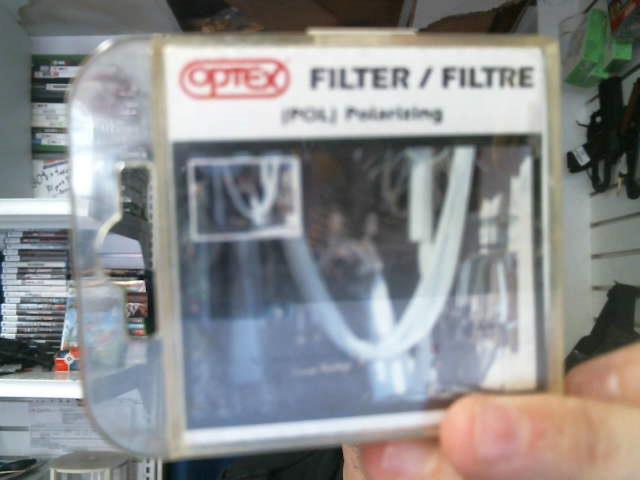 OPTEX FILTER / FILTRE
(POL) Polarizing